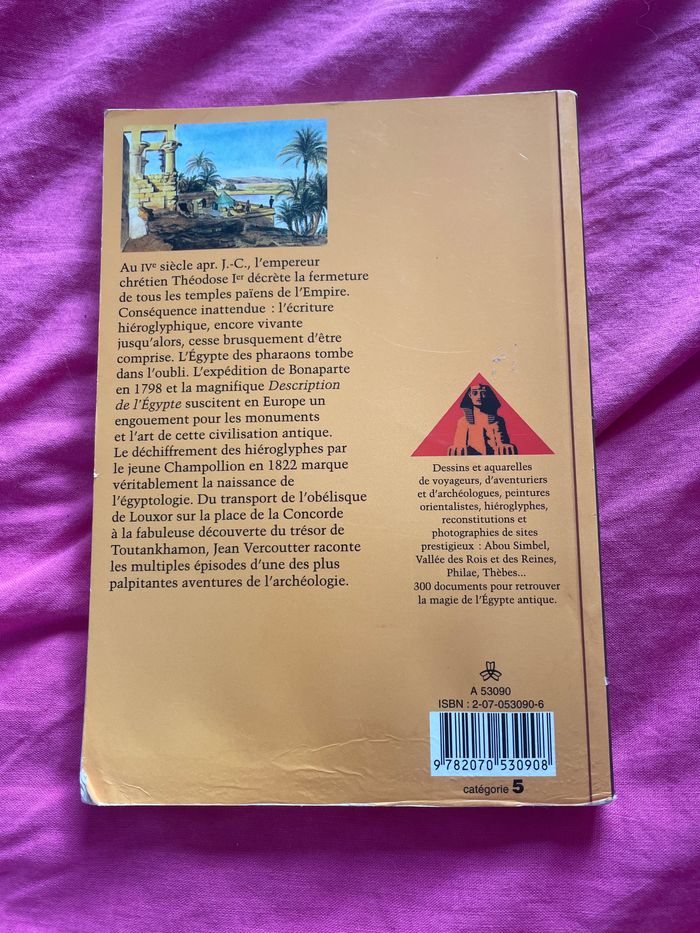 Au IVe siècle apr. J.-C., l'empereur
chrétien Théodose Ier décrète la fermeture
de tous les temples païens de l'Empire.
Conséquence inattendue : l'écriture
hiéroglyphique, encore vivante
jusqu'alors, cesse brusquement d'être
comprise. L'Égypte des pharaons tombe
dans l'oubli. L'expédition de Bonaparte
en 1798 et la magnifique Description
de l'Égypte suscitent en Europe un
engouement pour les monuments
et l'art de cette civilisation antique.
Le déchiffrement des hiéroglyphes par
le jeune Champollion en 1822 marque
véritablement la naissance de
l'égyptologie. Du transport de l'obélisque
de Louxor sur la place de la Concorde
à la fabuleuse découverte du trésor de
Toutankhamon, Jean Vercoutter raconte
les multiples épisodes d'une des plus
palpitantes aventures de l'archéologie.
Dessins et aquarelles
de voyageurs, d'aventuriers
et d'archéologues, peintures
orientalistes, hiéroglyphes,
reconstitutions et
photographies de sites
prestigieux : Abou Simbel,
Vallée des Rois et des Reines,
Philae, Thèbes...
300 documents pour retrouver
la magie de l'Égypte antique.
A 53090
ISBN : 2-07-053090-6
9 782070 530908
catégorie 5